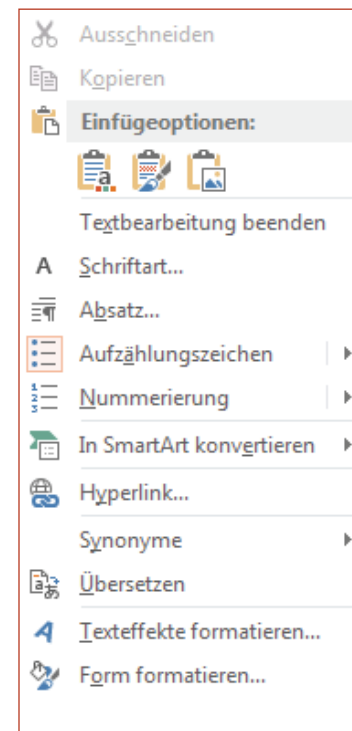 Ausschneiden
Kopieren
Einfügeoptionen:
Textbearbeitung beenden
Schriftart...
Absatz...
Aufzählungszeichen
Nummerierung
In SmartArt konvertieren
Hyperlink...
Synonyme
Übersetzen
Texteffekte formatieren...
Form formatieren...